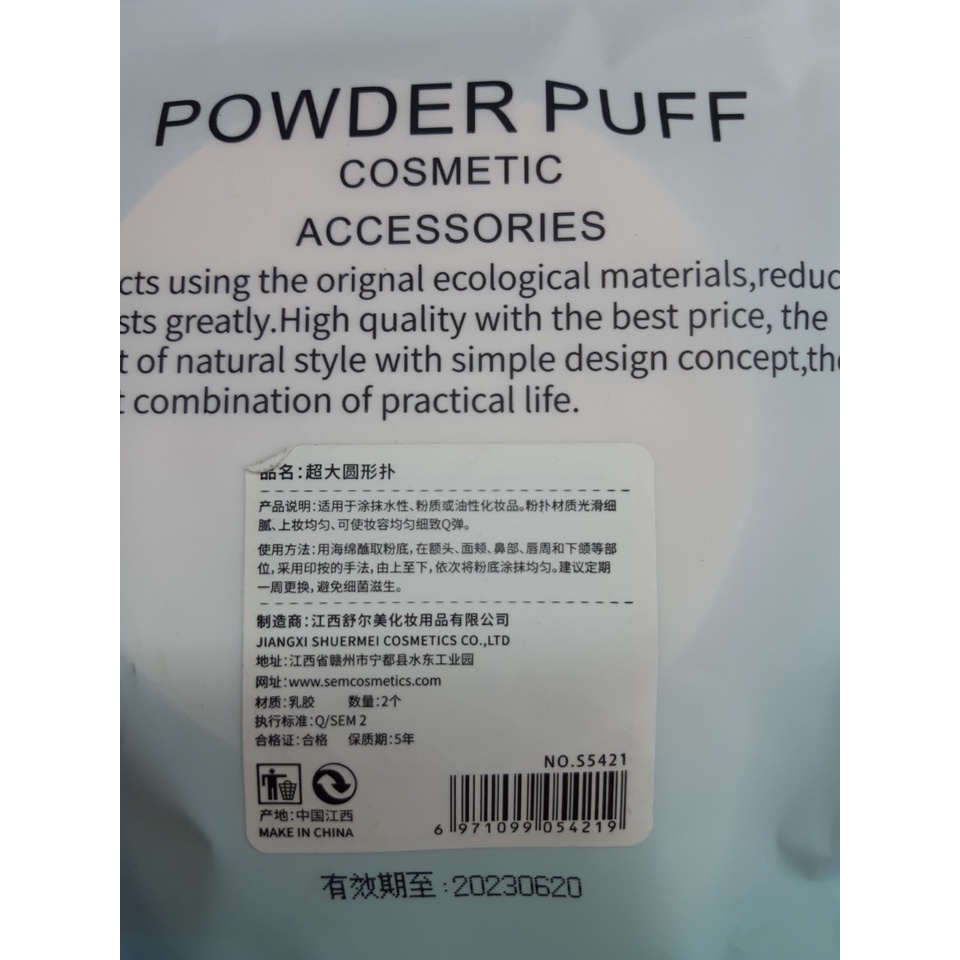 POWDER PUFF
COSMETIC
ACCESSORIES
cts using the orignal ecological materials,reduc
sts greatly.High quality with the best price, the
t of natural style with simple design concept,the
combination of practical life.
品名:超大圆形扑
产品说明:适用于涂抹水性、粉质或油性化妆品。粉扑材质光滑细
腻、上妆均匀、可使妆容均匀细致Q弹。
使用方法:用海绵蘸取粉底,在额头、面颊、鼻部、唇周和下颌等部
位,采用印按的手法,由上至下,依次将粉底涂抹均匀。建议定期
一周更换,避免细菌滋生。
制造商:江西舒尔美化妆用品有限公司
JIANGXI SHUERMEI COSMETICS CO.,LTD
地址:江西省赣州市宁都县水东工业园
网址:www.semcosmetics.com
材质:乳胶 数量:2个
执行标准:Q/SEM 2
合格证:合格 保质期:5年
NO.S5421
产地:中国江西
MAKE IN CHINA
6 971099 054219
有效期至:20230620